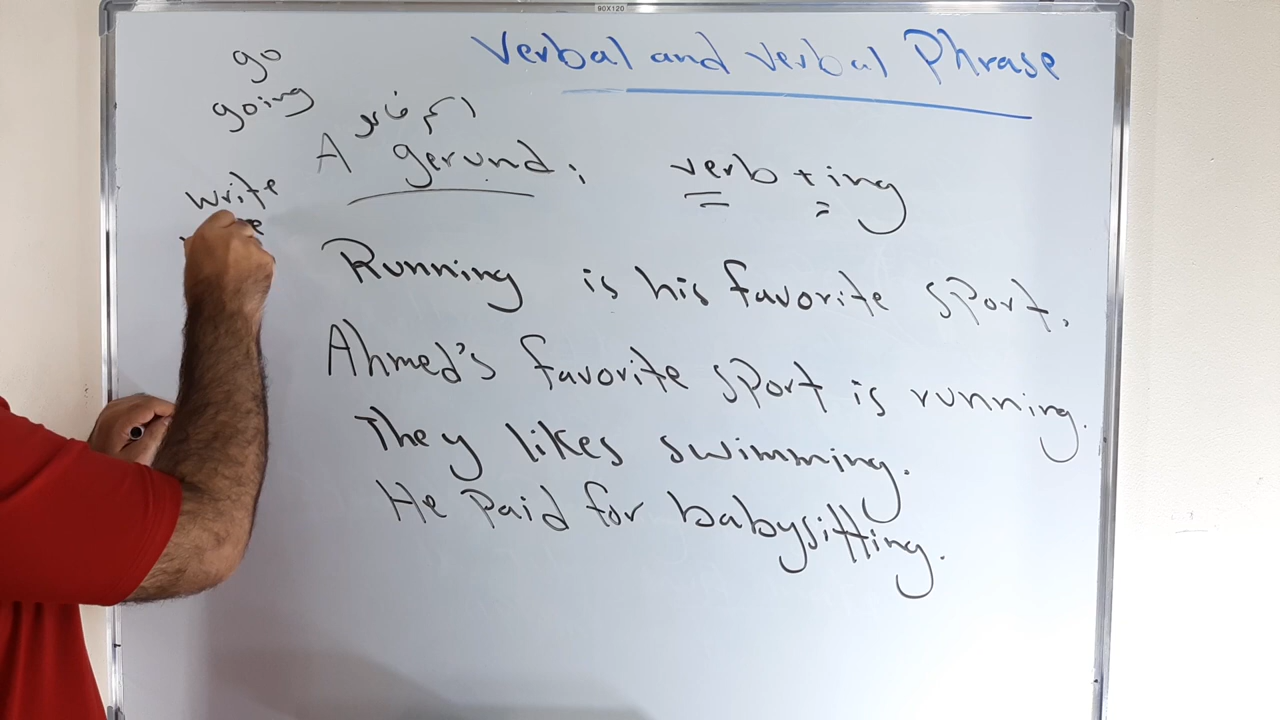 90X120
Verbal and verbal Phrase
go
going
A gerund: verb + ing
write
Running is his favorite sport.
Ahmed's favorite sport is running.
They likes swimming.
He Paid for babysitting.